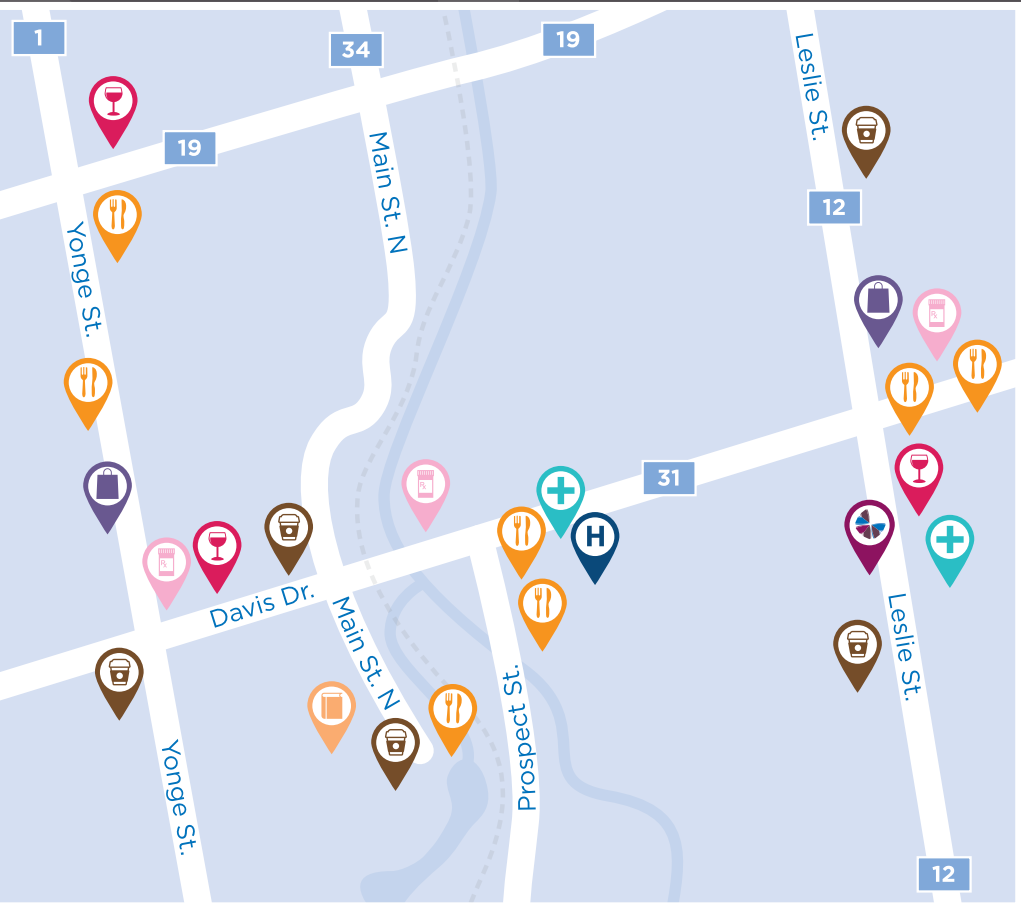 1
34
19
Leslie St.
19
Main St. N
12
Yonge St.
31
H
Davis Dr.
Main St. N
Leslie St.
Prospect St.
Yonge St.
12